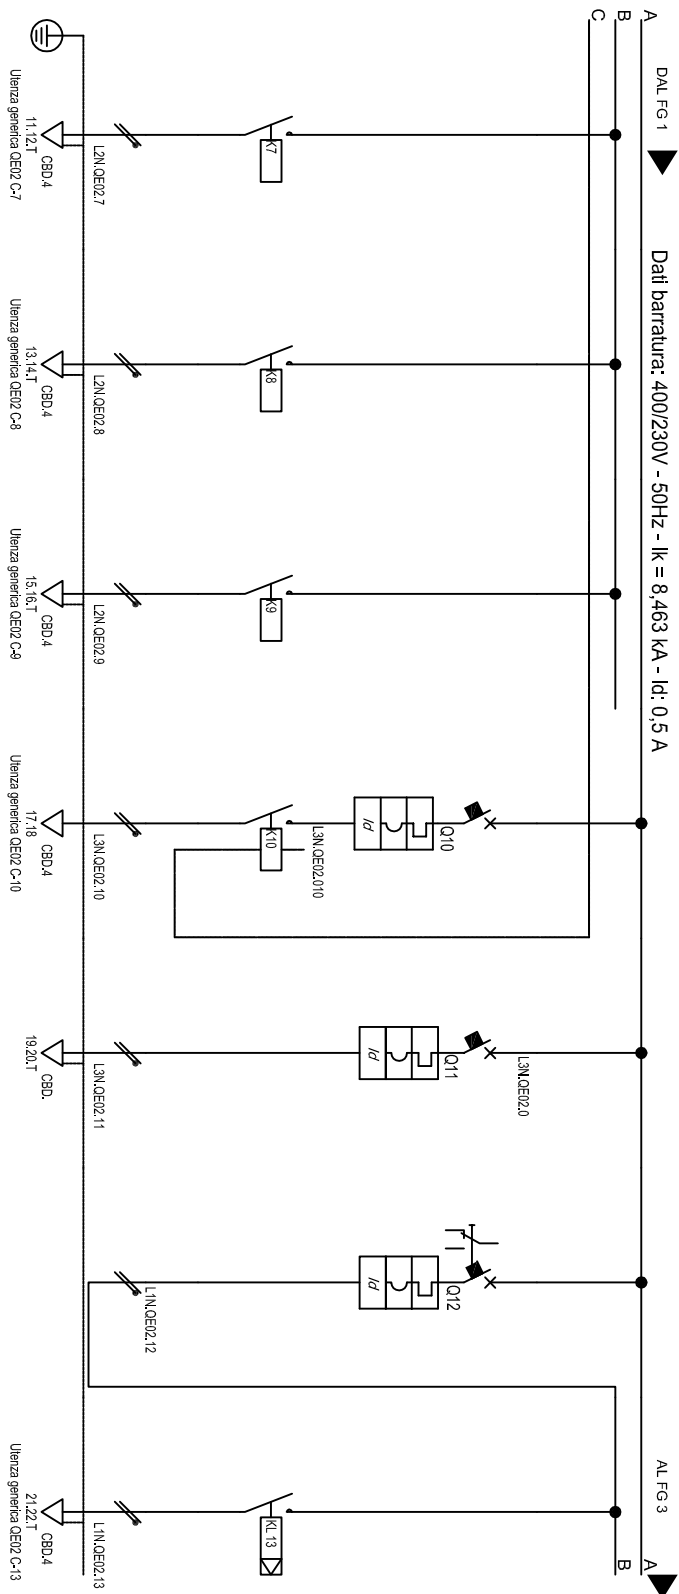 A
B
C
DAL FG 1
Dati barratura: 400/230V - 50Hz - Ik = 8,463 kA - Id: 0,5 A
AL FG 3
A
B
K7
L2N.QE02.7
11.12.T
CBD.4
Utenza generica QE02 C-7
K8
L2N.QE02.8
13.14.T
CBD.4
Utenza generica QE02 C-8
K9
L2N.QE02.9
15.16.T
CBD.4
Utenza generica QE02 C-9
Q10
Id
L3N.QE02.010
K10
L3N.QE02.10
17.18
CBD.4
Utenza generica QE02 C-10
L3N.QE02.0
Q11
Id
L3N.QE02.11
19.20.T
CBD.
Q12
Id
L1N.QE02.12
KL 13
L1N.QE02.13
21.22.T
CBD.4
Utenza generica QE02 C-13